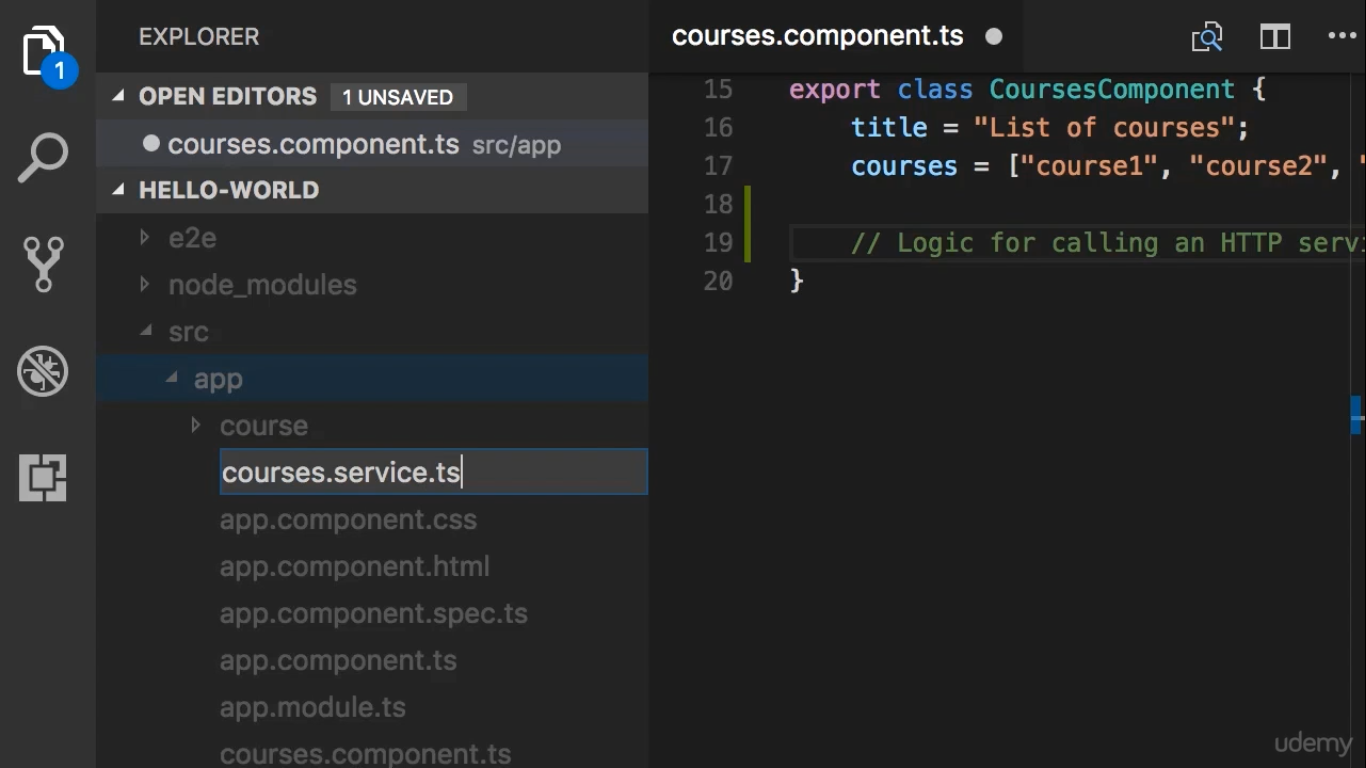 1
EXPLORER
OPEN EDITORS 1 UNSAVED
courses.component.ts src/app
HELLO-WORLD
e2e
node_modules
src
app
course
courses.service.ts
app.component.css
app.component.html
app.component.spec.ts
app.component.ts
app.module.ts
courses.component.ts
courses.component.ts
15 export class CoursesComponent {
16 title = "List of courses";
17 courses = ["course1", "course2", "
18
19 // Logic for calling an HTTP servi
20 }
udemy